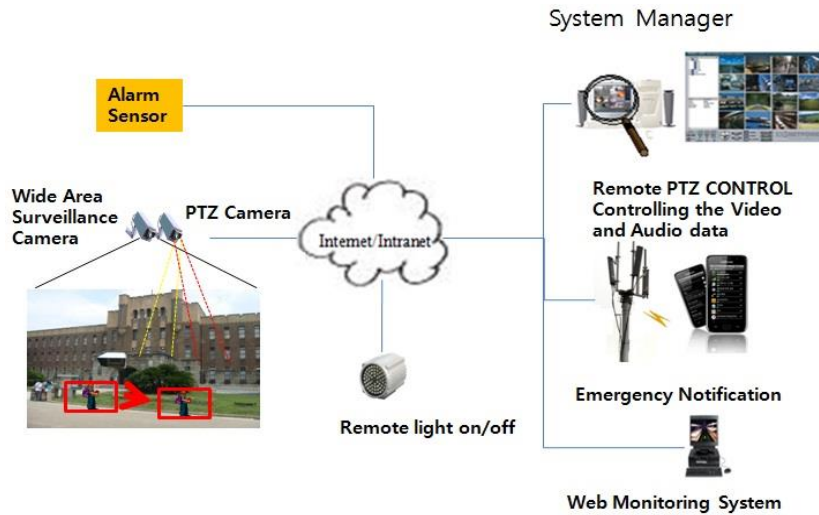 System Manager
Alarm
Sensor
Wide Area
Surveillance
Camera
PTZ Camera
Internet/Intranet
Remote PTZ CONTROL
Controlling the Video
and Audio data
Remote light on/off
Emergency Notification
Web Monitoring System